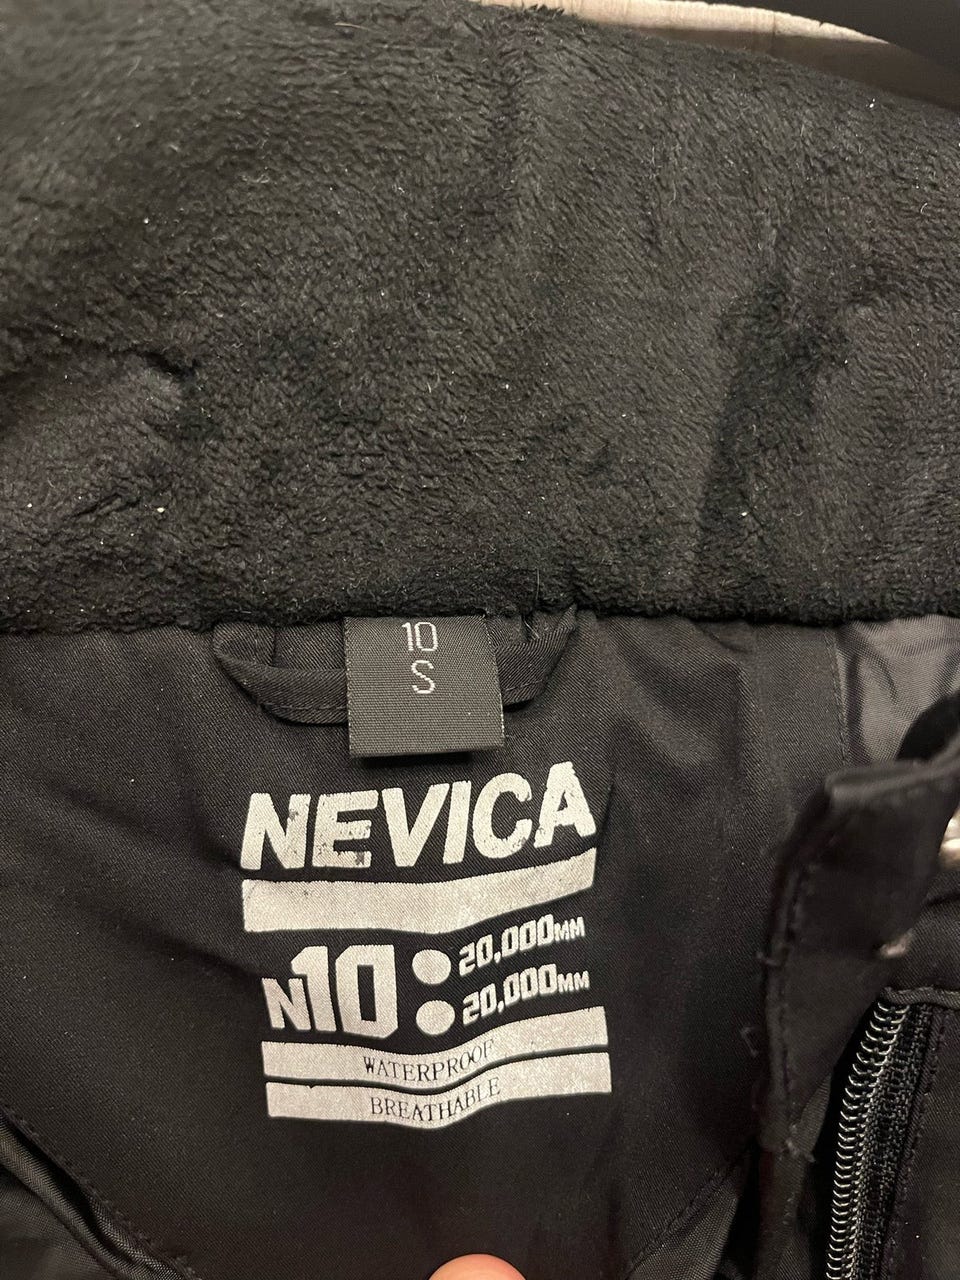 10
S
NEVICA
N10: 20,000MM
20,000MM
WATERPROOF
BREATHABLE